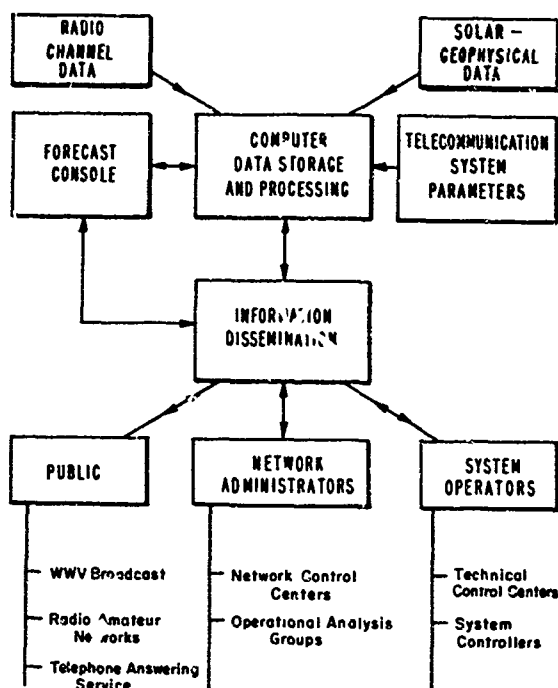 RADIO
CHANNEL
DATA
SOLAR –
GEOPHYSICAL
DATA
FORECAST
CONSOLE
COMPUTER
DATA STORAGE
AND PROCESSING
TELECOMMUNICATION
SYSTEM
PARAMETERS
INFORMATION
DISSEMINATION
PUBLIC
NETWORK
ADMINISTRATORS
SYSTEM
OPERATORS
WWV Broadcast
Radio Amateur
Networks
Telephone Answering
Service
Network Control
Centers
Operational Analysis
Groups
Technical
Control Centers
System
Controllers